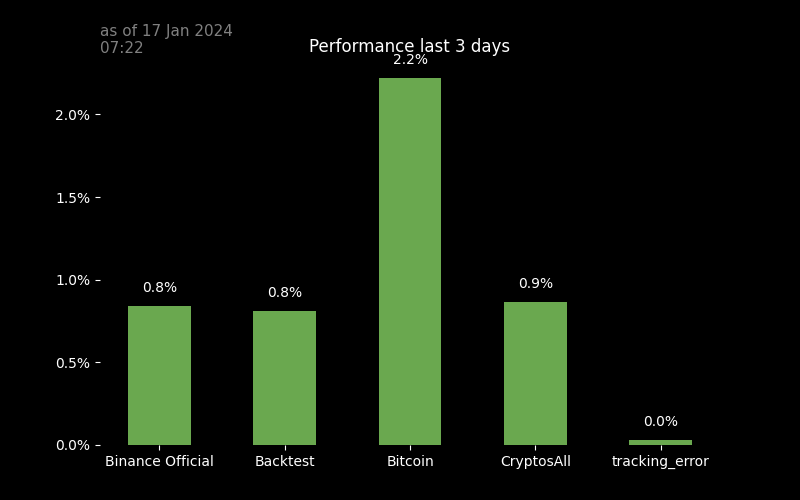 as of 17 Jan 2024
07:22
Performance last 3 days
2.2%
2.0%
1.5%
1.0%
0.5%
0.0%
0.8%
0.8%
0.9%
0.0%
Binance Official
Backtest
Bitcoin
CryptosAll
tracking_error